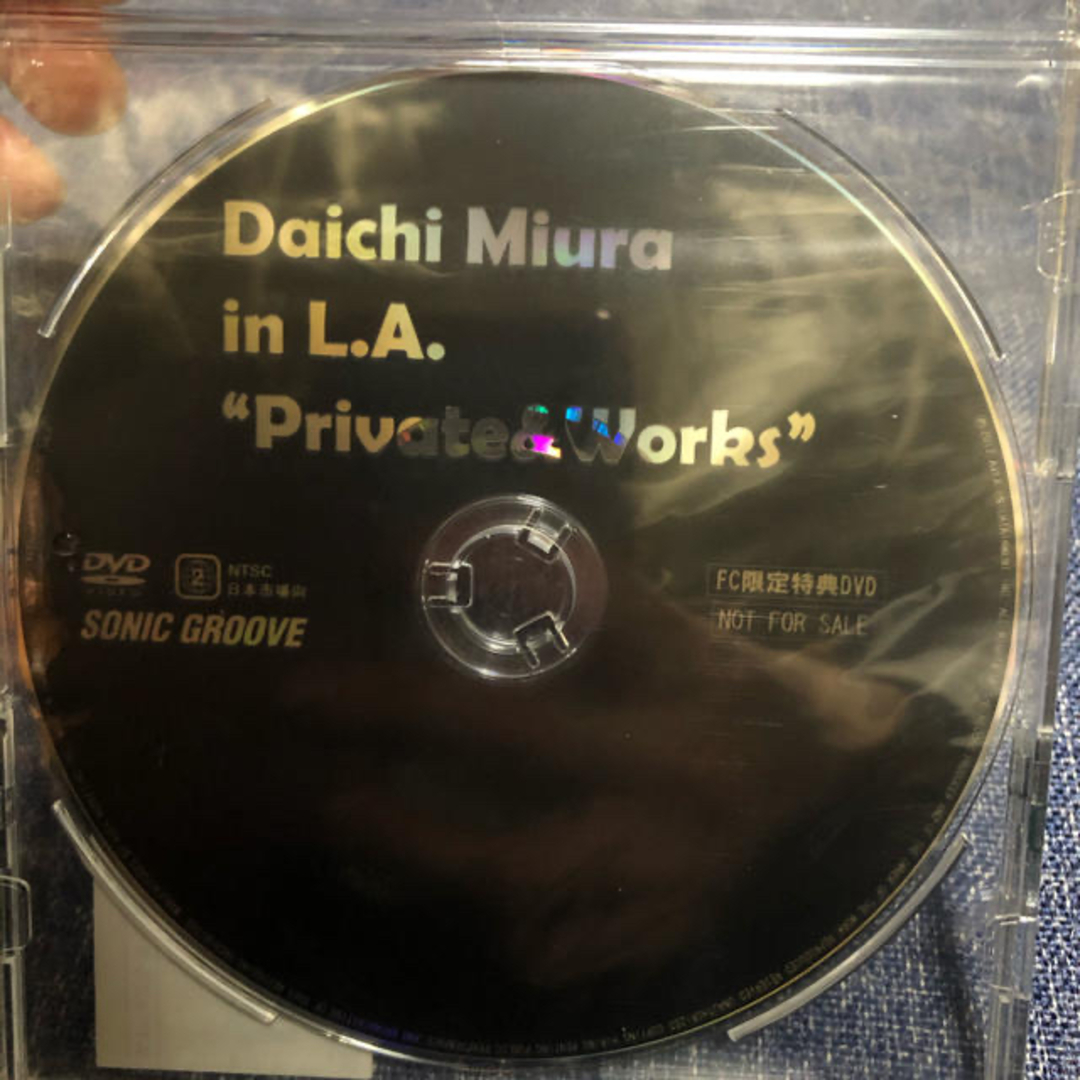 Daichi Miura
in L.A.
“Private&Works”
DVD
VIDEO
2
NTSC
日本市場向
SONIC GROOVE
FC限定特典DVD
NOT FOR SALE